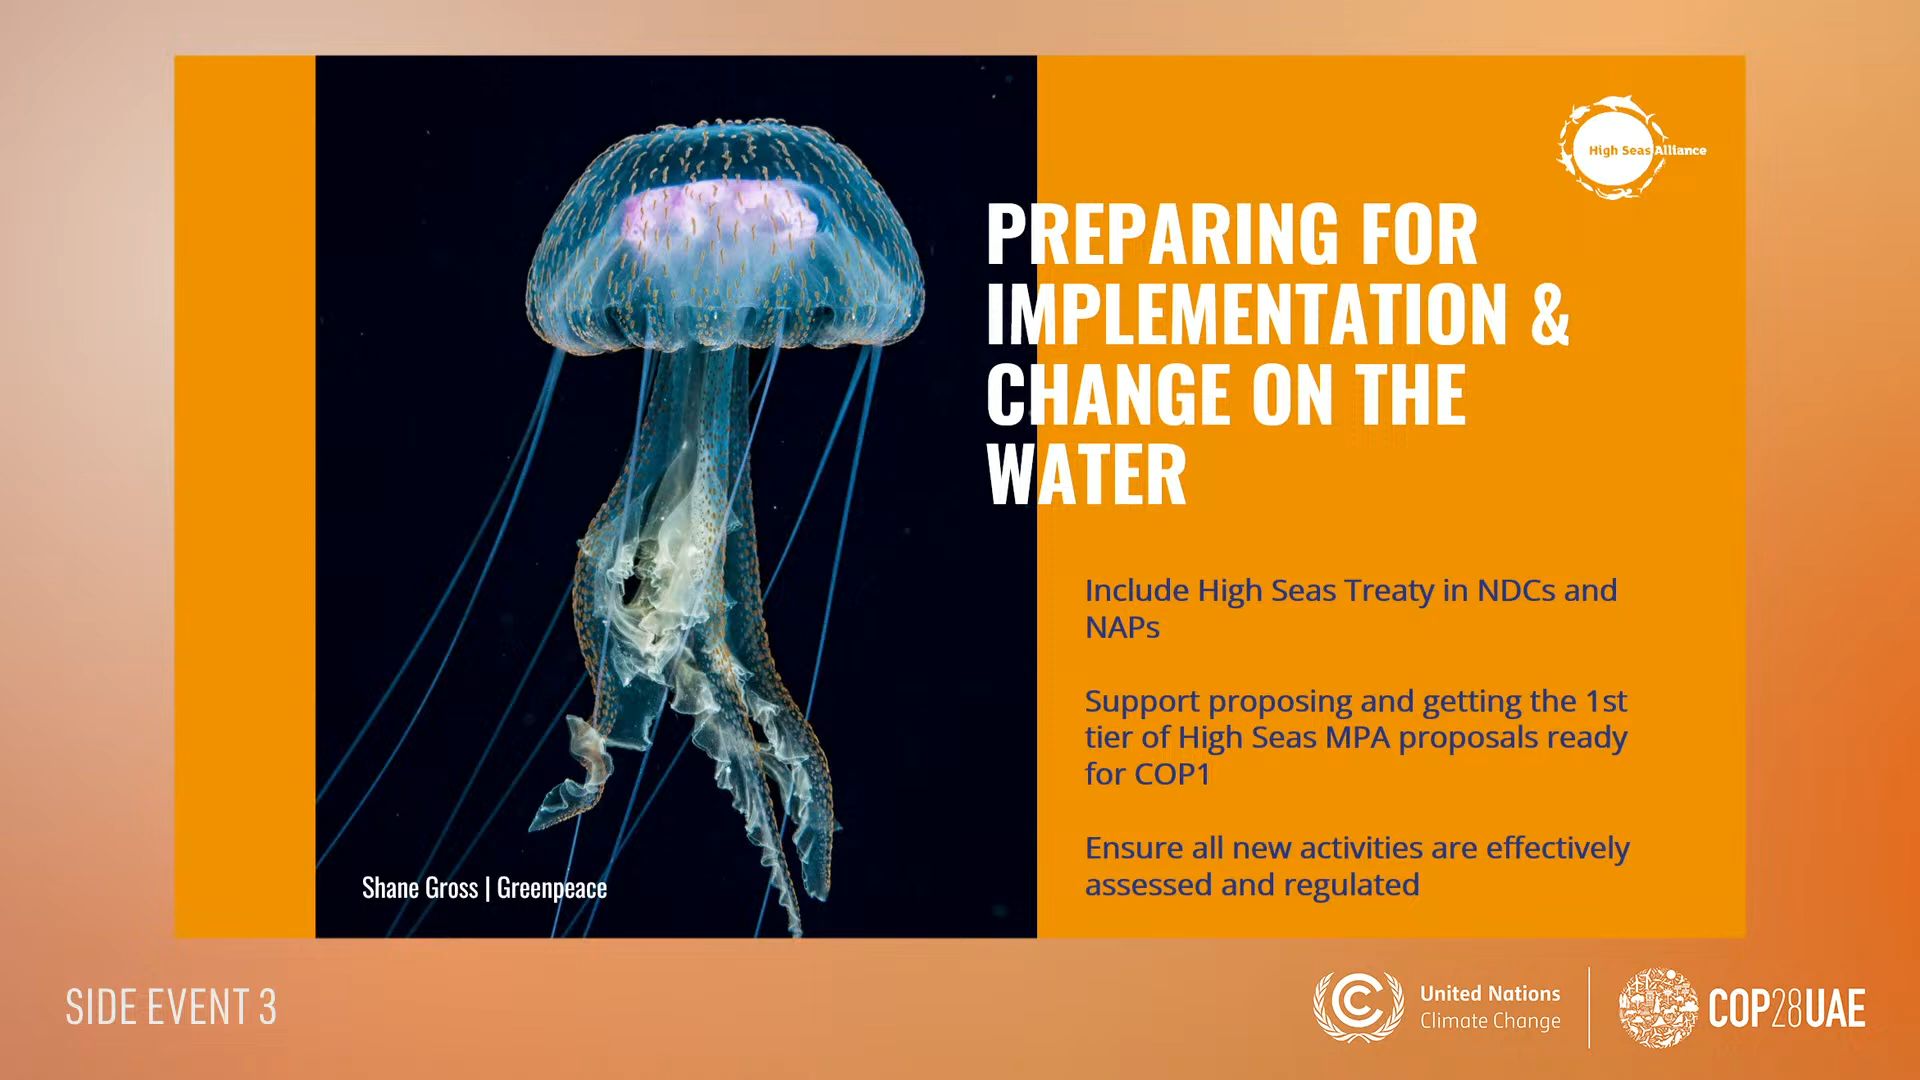 High Seas Alliance
PREPARING FOR
IMPLEMENTATION &
CHANGE ON THE
WATER
Include High Seas Treaty in NDCs and
NAPs
Support proposing and getting the 1st
tier of High Seas MPA proposals ready
for COP1
Ensure all new activities are effectively
assessed and regulated
Shane Gross | Greenpeace
SIDE EVENT 3
United Nations
Climate Change
COP28UAE